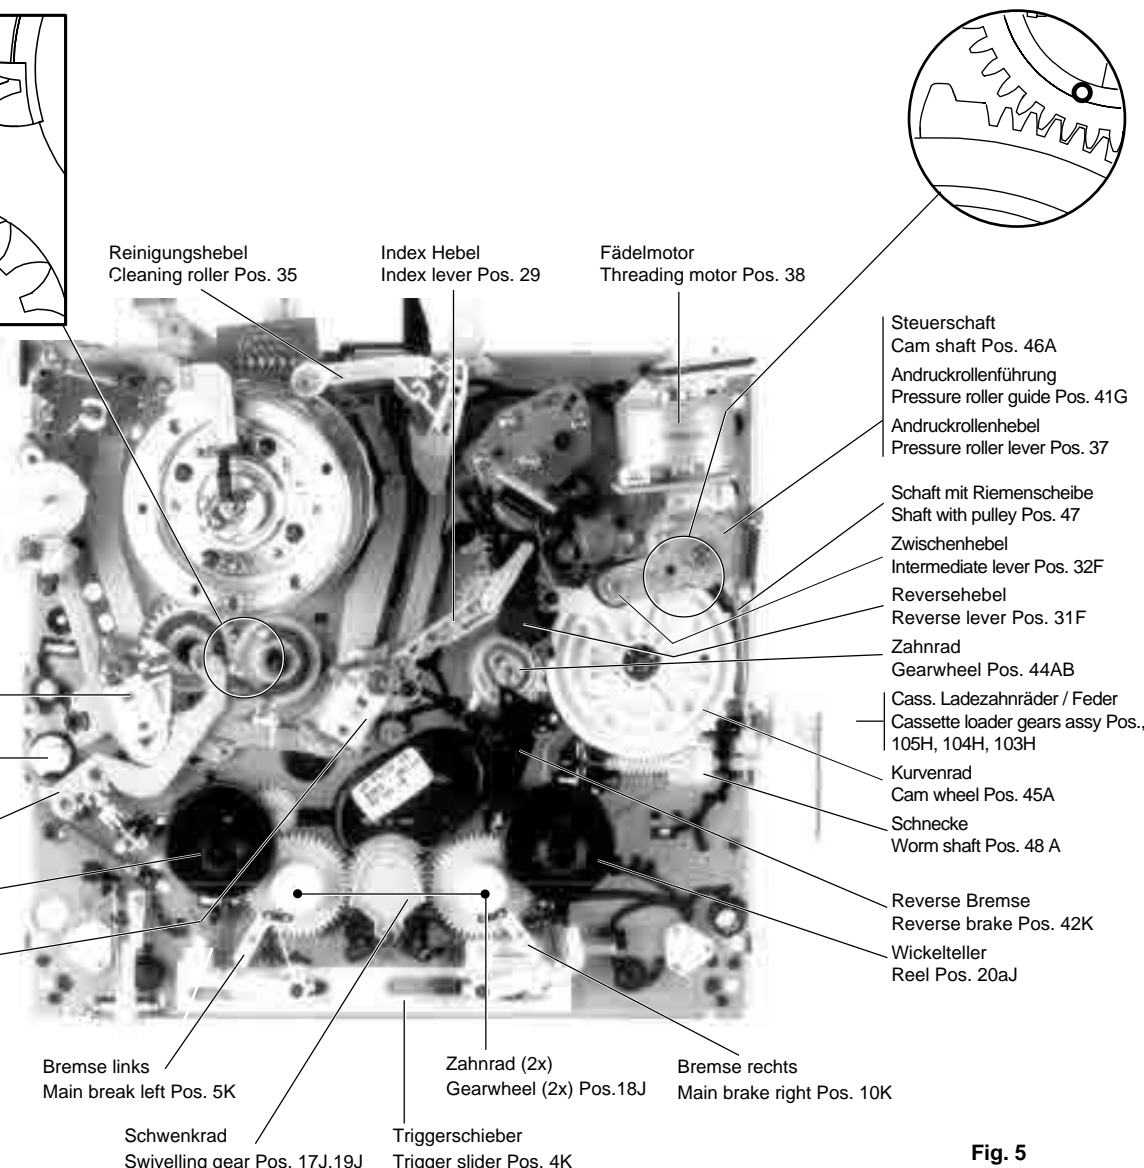 Reinigungshebel
Cleaning roller Pos. 35
Index Hebel
Index lever Pos. 29
Fädelmotor
Threading motor Pos. 38
Steuerschaft
Cam shaft Pos. 46A
Andruckrollenführung
Pressure roller guide Pos. 41G
Andruckrollenhebel
Pressure roller lever Pos. 37
Schaft mit Riemenscheibe
Shaft with pulley Pos. 47
Zwischenhebel
Intermediate lever Pos. 32F
Reversehebel
Reverse lever Pos. 31F
Zahnrad
Gearwheel Pos. 44AB
Cass. Ladezahnräder / Feder
Cassette loader gears assy Pos.,
105H, 104H, 103H
Kurvenrad
Cam wheel Pos. 45A
Schnecke
Worm shaft Pos. 48 A
Reverse Bremse
Reverse brake Pos. 42K
Wickelteller
Reel Pos. 20aJ
Bremse links
Main break left Pos. 5K
Zahnrad (2x)
Gearwheel (2x) Pos.18J
Bremse rechts
Main brake right Pos. 10K
Schwenkrad
Swivelling gear Pos. 17J,19J
Triggerschieber
Trigger slider Pos. 4K
Fig. 5